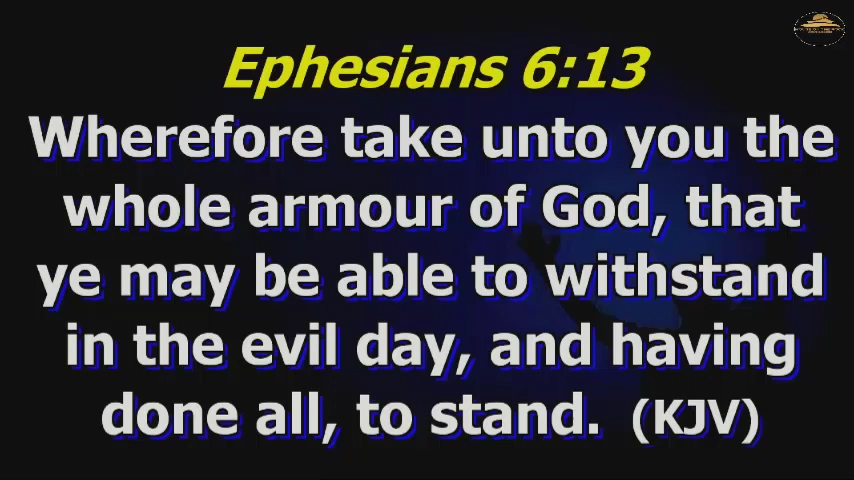 Ephesians 6:13
Wherefore take unto you the
whole armour of God, that
ye may be able to withstand
in the evil day, and having
done all, to stand. (KJV)